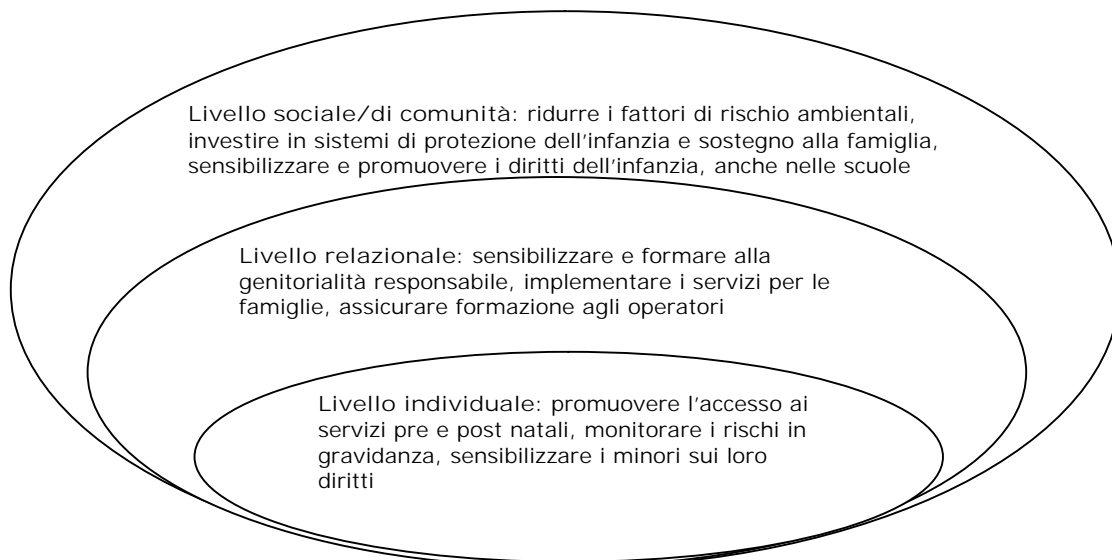 Livello sociale/di comunità: ridurre i fattori di rischio ambientali,
investire in sistemi di protezione dell'infanzia e sostegno alla famiglia,
sensibilizzare e promuovere i diritti dell'infanzia, anche nelle scuole
Livello relazionale: sensibilizzare e formare alla
genitorialità responsabile, implementare i servizi per le
famiglie, assicurare formazione agli operatori
Livello individuale: promuovere l'accesso ai
servizi pre e post natali, monitorare i rischi in
gravidanza, sensibilizzare i minori sui loro
diritti